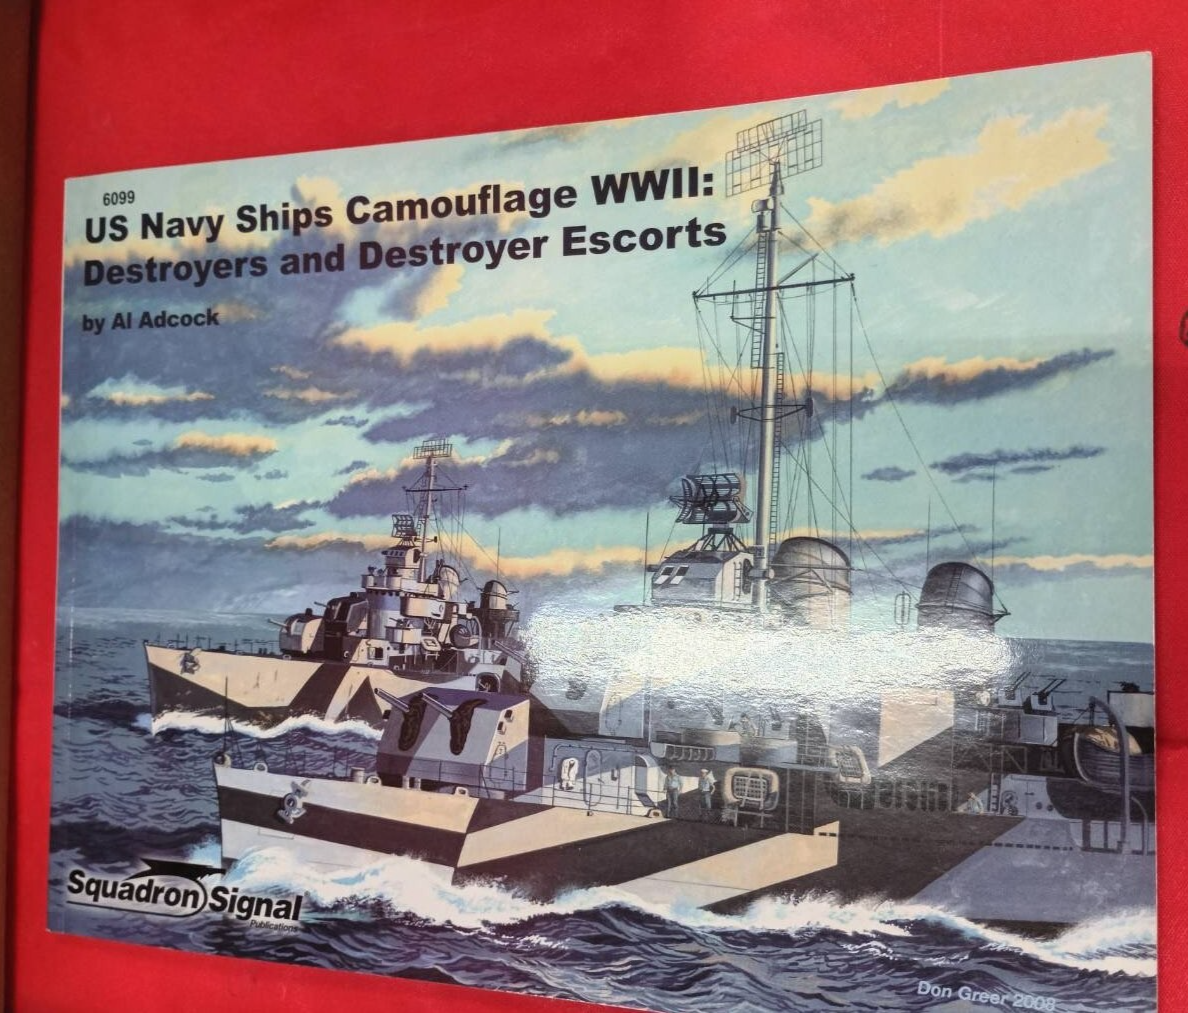 6099
US Navy Ships Camouflage WWII:
Destroyers and Destroyer Escorts
by Al Adcock
Squadron Signal
Publications
Don Greer 2008